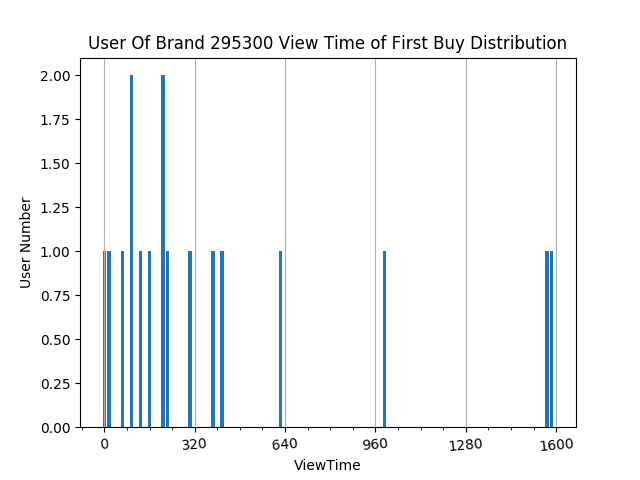 User Of Brand 295300 View Time of First Buy Distribution
2.00
1.75
1.50
1.25
1.00
0.75
0.50
0.25
0.00
User Number
0 320 640 960 1280 1600
ViewTime